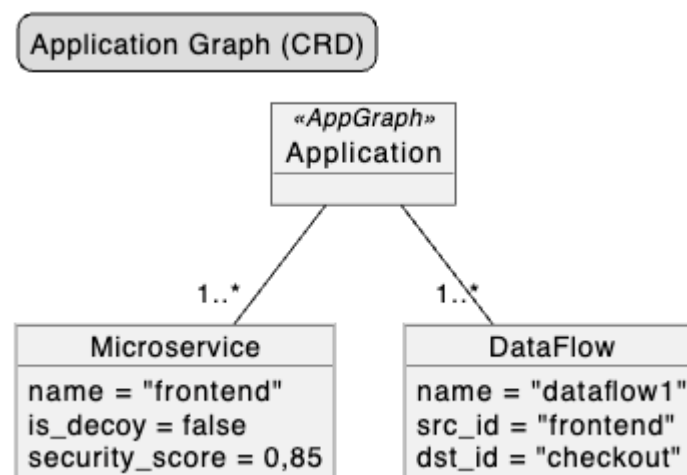 Application Graph (CRD)
«AppGraph»
Application
1..*
1..*
Microservice
name = "frontend"
is_decoy = false
security_score = 0,85
DataFlow
name = "dataflow1"
src_id = "frontend"
dst_id = "checkout"